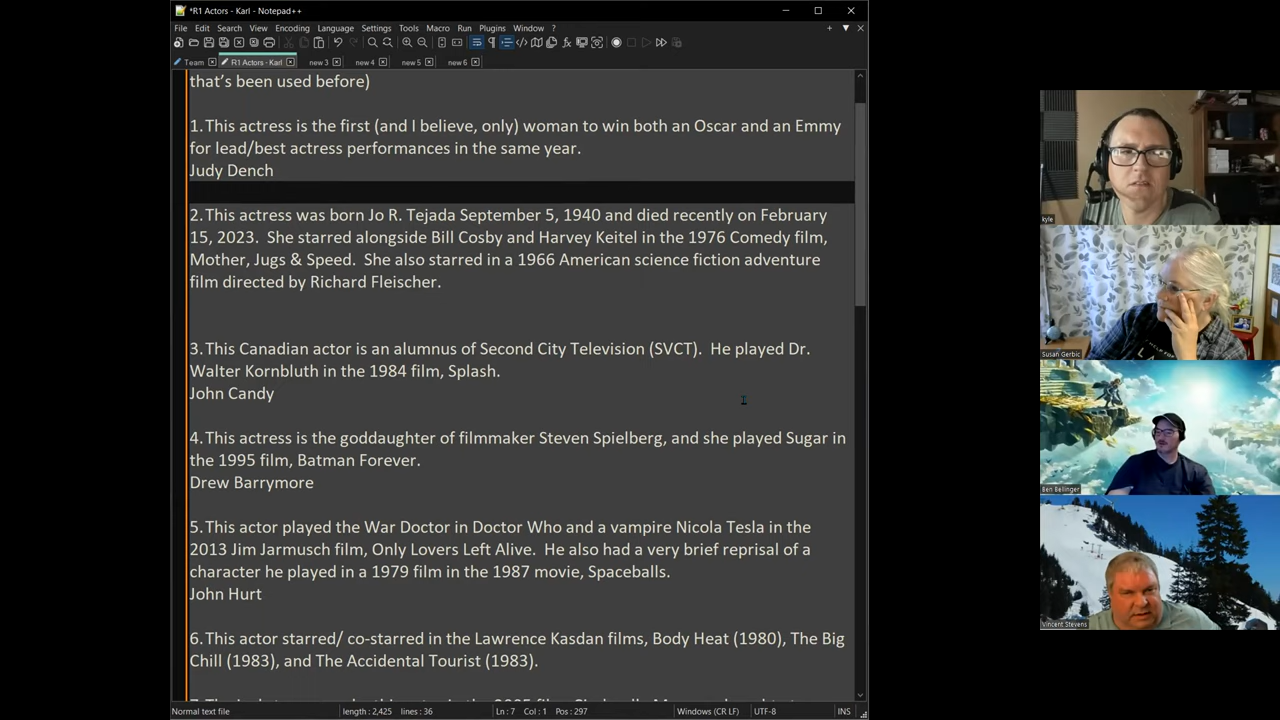 *R1 Actors - Karl - Notepad++
File Edit Search View Encoding Language Settings Tools Macro Run Plugins Window ?
Team R1 Actors - Karl new 3 new 4 new 5 new 6
that's been used before)
1.This actress is the first (and I believe, only) woman to win both an Oscar and an Emmy
for lead/best actress performances in the same year.
Judy Dench
2.This actress was born Jo R. Tejada September 5, 1940 and died recently on February
15, 2023.  She starred alongside Bill Cosby and Harvey Keitel in the 1976 Comedy film,
Mother, Jugs & Speed.  She also starred in a 1966 American science fiction adventure
film directed by Richard Fleischer.
3.This Canadian actor is an alumnus of Second City Television (SVCT).  He played Dr.
Walter Kornbluth in the 1984 film, Splash.
John Candy
4.This actress is the goddaughter of filmmaker Steven Spielberg, and she played Sugar in
the 1995 film, Batman Forever.
Drew Barrymore
5.This actor played the War Doctor in Doctor Who and a vampire Nicola Tesla in the
2013 Jim Jarmusch film, Only Lovers Left Alive.  He also had a very brief reprisal of a
character he played in a 1979 film in the 1987 movie, Spaceballs.
John Hurt
6.This actor starred/ co-starred in the Lawrence Kasdan films, Body Heat (1980), The Big
Chill (1983), and The Accidental Tourist (1983).
Normal text file length : 2,425 lines : 36 Ln : 7 Col : 1 Pos : 297 Windows (CR LF) UTF-8 INS
kyle
Susan Gerbic
Ben Bellinger
Vincent Stevens